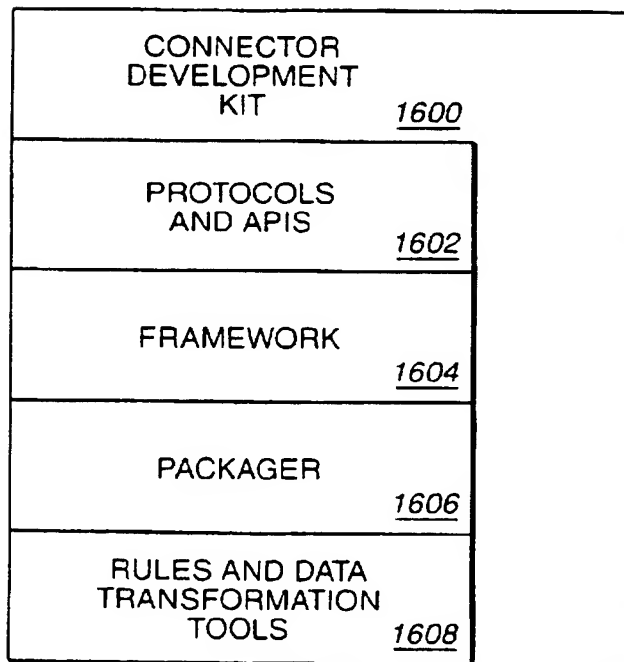 CONNECTOR
DEVELOPMENT
KIT
1600
PROTOCOLS
AND APIS
1602
FRAMEWORK
1604
PACKAGER
1606
RULES AND DATA
TRANSFORMATION
TOOLS
1608